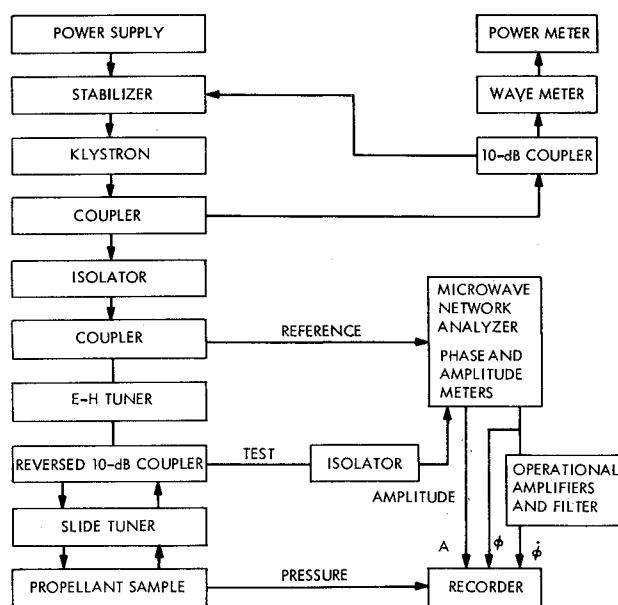 POWER SUPPLY
POWER METER
STABILIZER
WAVE METER
KLYSTRON
10-dB COUPLER
COUPLER
ISOLATOR
MICROWAVE
NETWORK
ANALYZER
PHASE AND
AMPLITUDE
METERS
COUPLER
REFERENCE
E-H TUNER
REVERSED 10-dB COUPLER
TEST
ISOLATOR
AMPLITUDE
OPERATIONAL
AMPLIFIERS
AND FILTER
SLIDE TUNER
A
ϕ
ϕ̇
PROPELLANT SAMPLE
PRESSURE
RECORDER